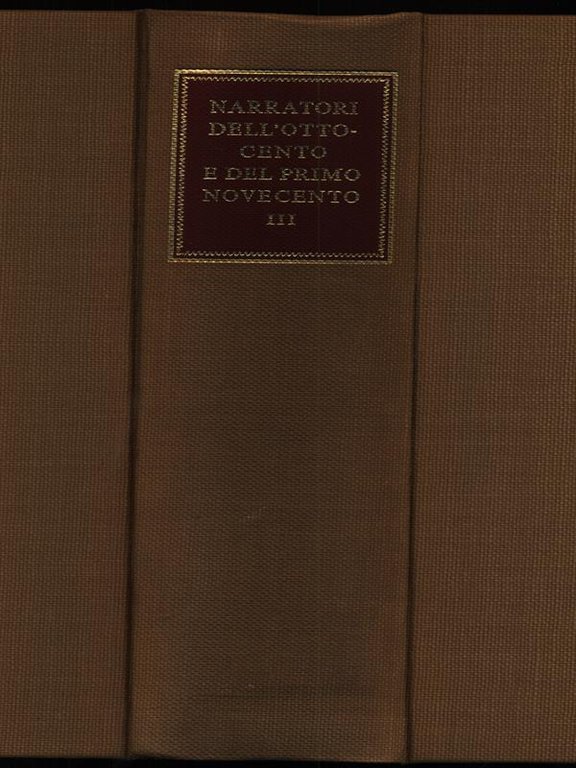 NARRATORI
DELL'OTTO-
CENTO
E DEL PRIMO
NOVECENTO
III